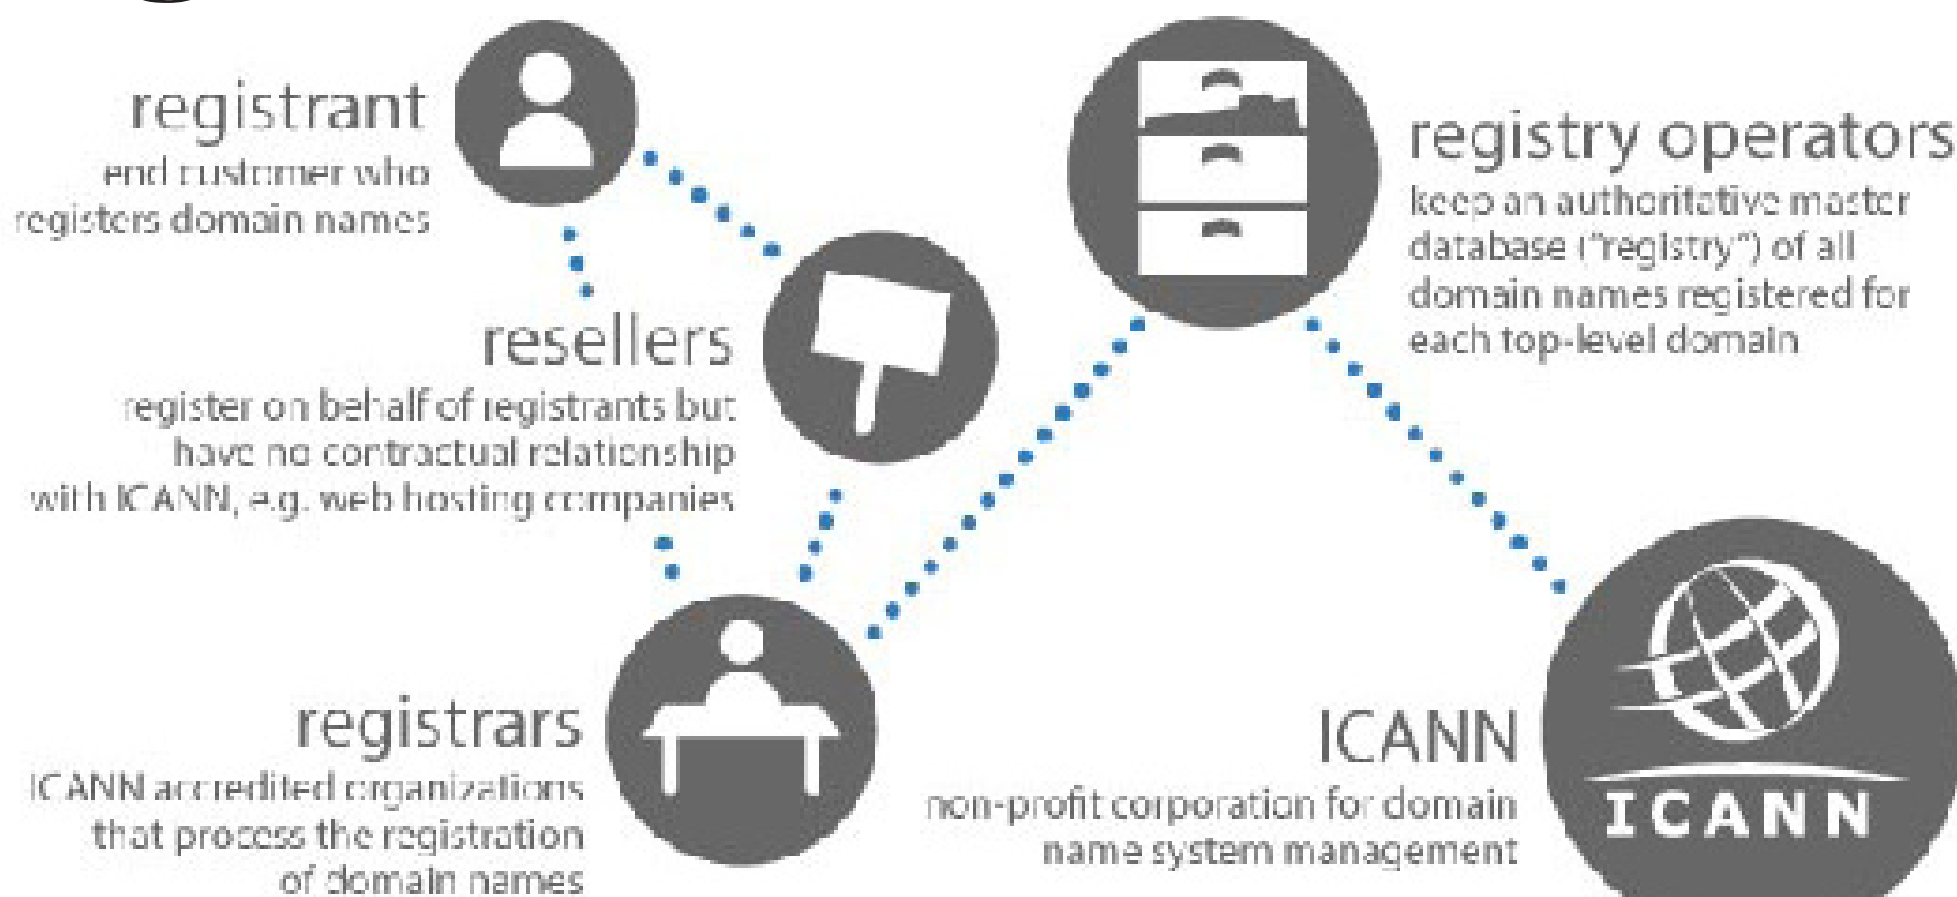 registrant
end customer who
registers domain names
resellers
register on behalf of registrants but
have no contractual relationship
with ICANN, e.g. web hosting companies
registrars
ICANN accredited organizations
that process the registration
of domain names
registry operators
keep an authoritative master
database ("registry") of all
domain names registered for
each top-level domain
ICANN
non-profit corporation for domain
name system management
ICANN